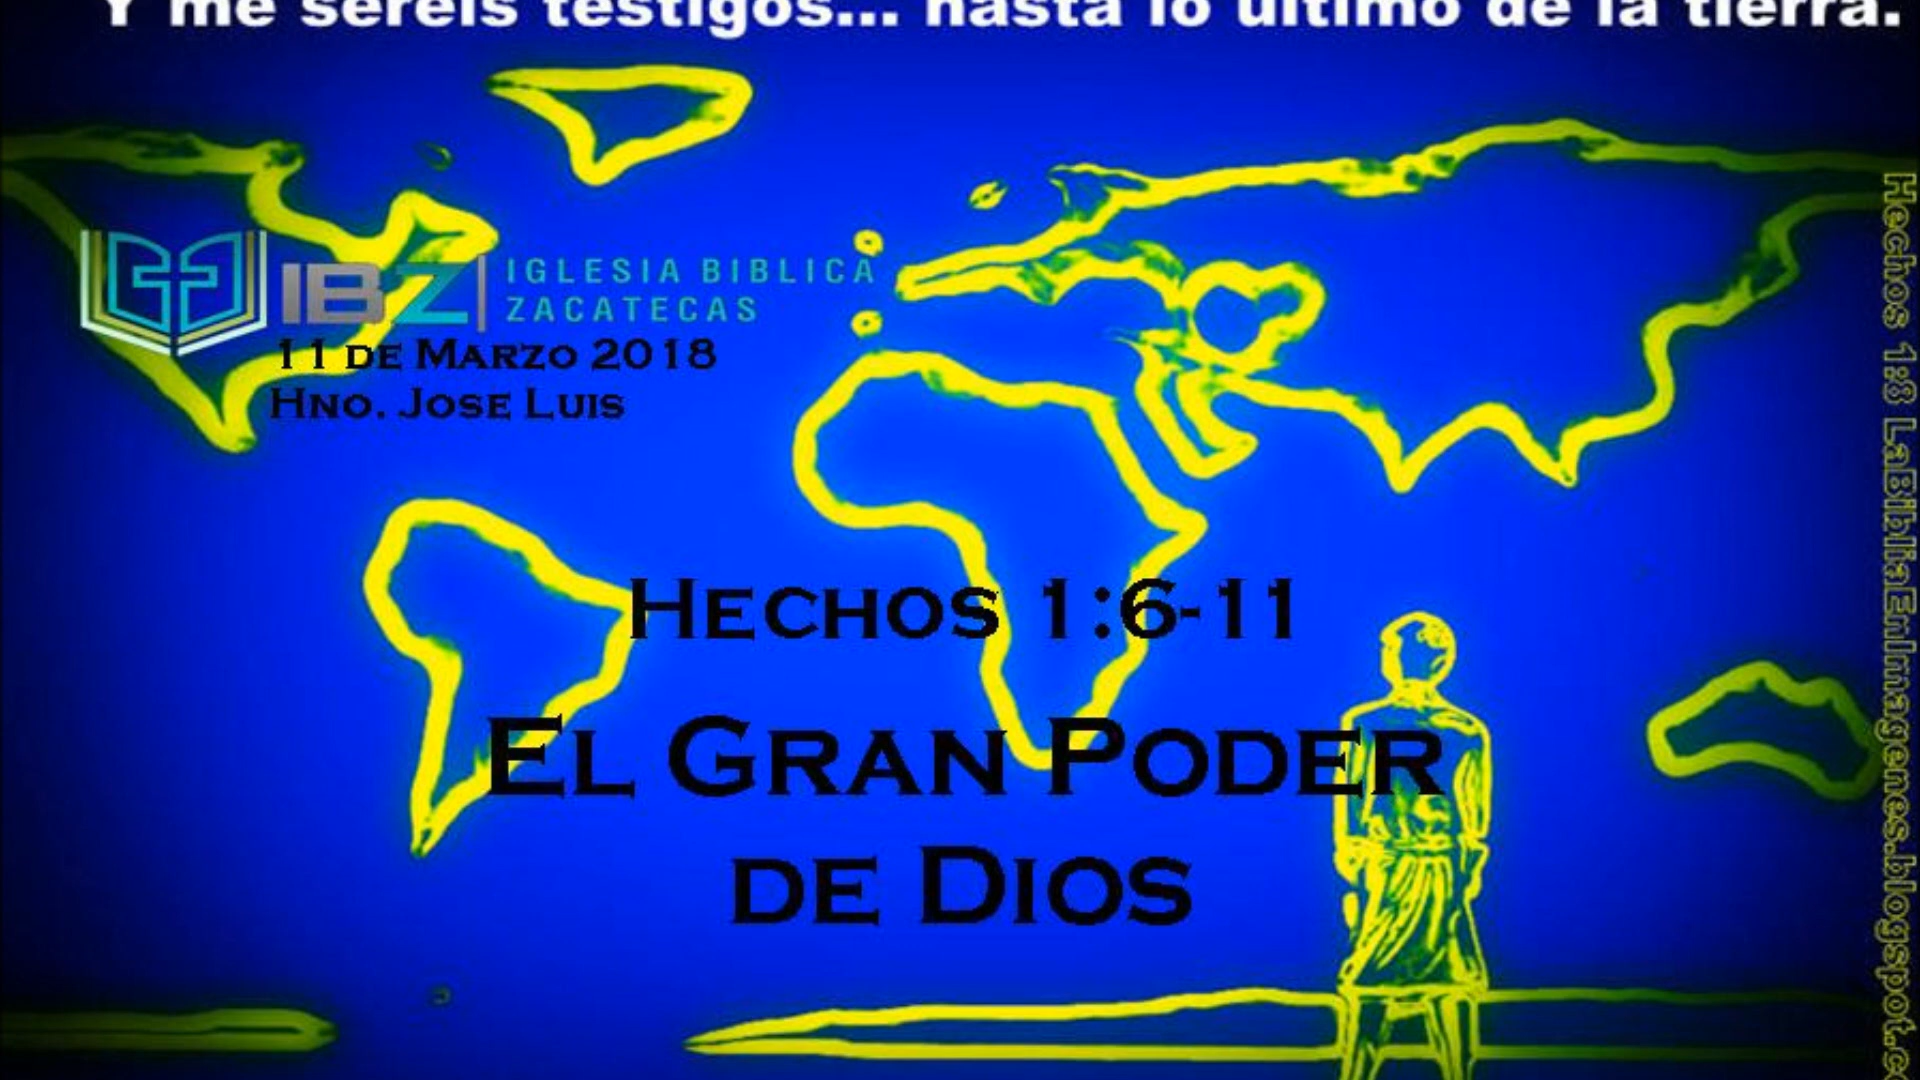 Y me seréis testigos... hasta lo último de la tierra.
IBZ
IGLESIA BIBLICA
ZACATECAS
11 DE MARZO 2018
HNO. JOSE LUIS
HECHOS 1:6-11
EL GRAN PODER
DE DIOS
Hechos 1:8 LaBibliaEnImagenes.blogspot.c